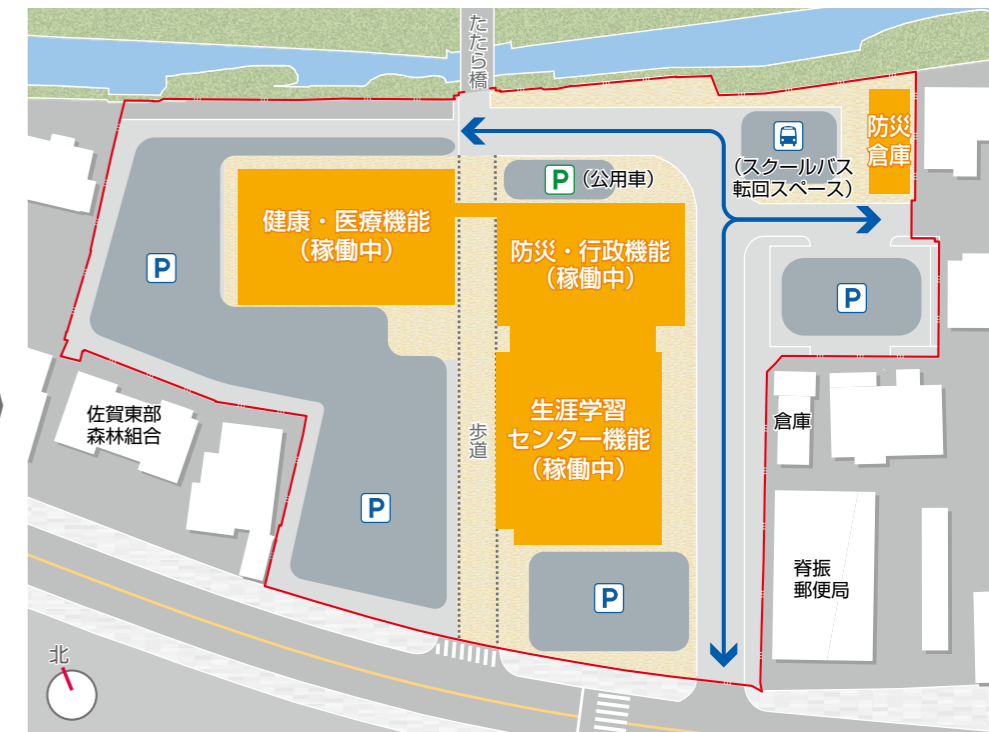 たたら橋
防災
倉庫
(スクールバス
転回スペース)
P
(公用車)
健康・医療機能
(稼働中)
防災・行政機能
(稼働中)
P
P
生涯学習
センター機能
(稼働中)
佐賀東部
森林組合
歩道
倉庫
P
脊振
郵便局
P
北